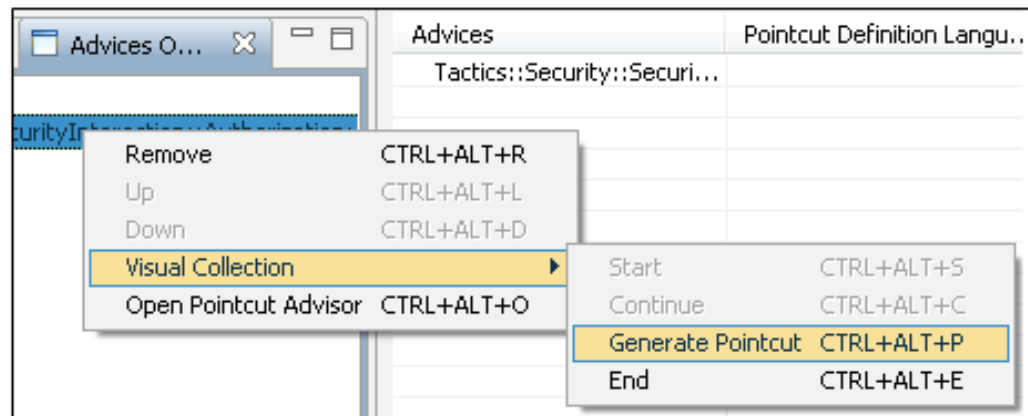 Advices O...
Advices Pointcut Definition Langu...
Tactics::Security::Securi...
Remove CTRL+ALT+R
Up CTRL+ALT+L
Down CTRL+ALT+D
Visual Collection
Open Pointcut Advisor CTRL+ALT+O
Start CTRL+ALT+S
Continue CTRL+ALT+C
Generate Pointcut CTRL+ALT+P
End CTRL+ALT+E